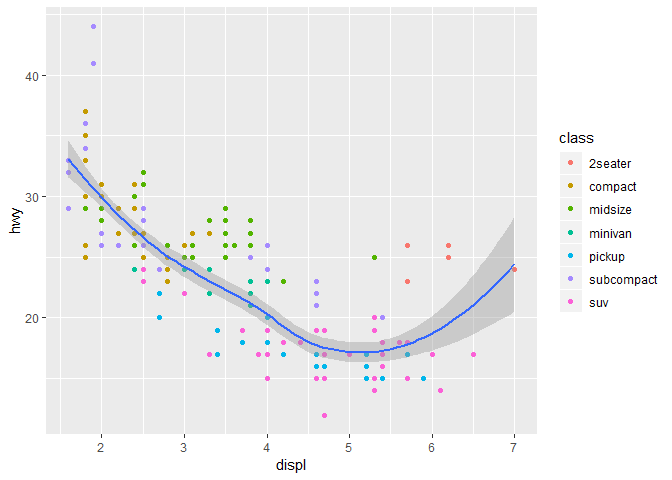 40
30
20
hwy
2 3 4 5 6 7
displ
class
2seater
compact
midsize
minivan
pickup
subcompact
suv